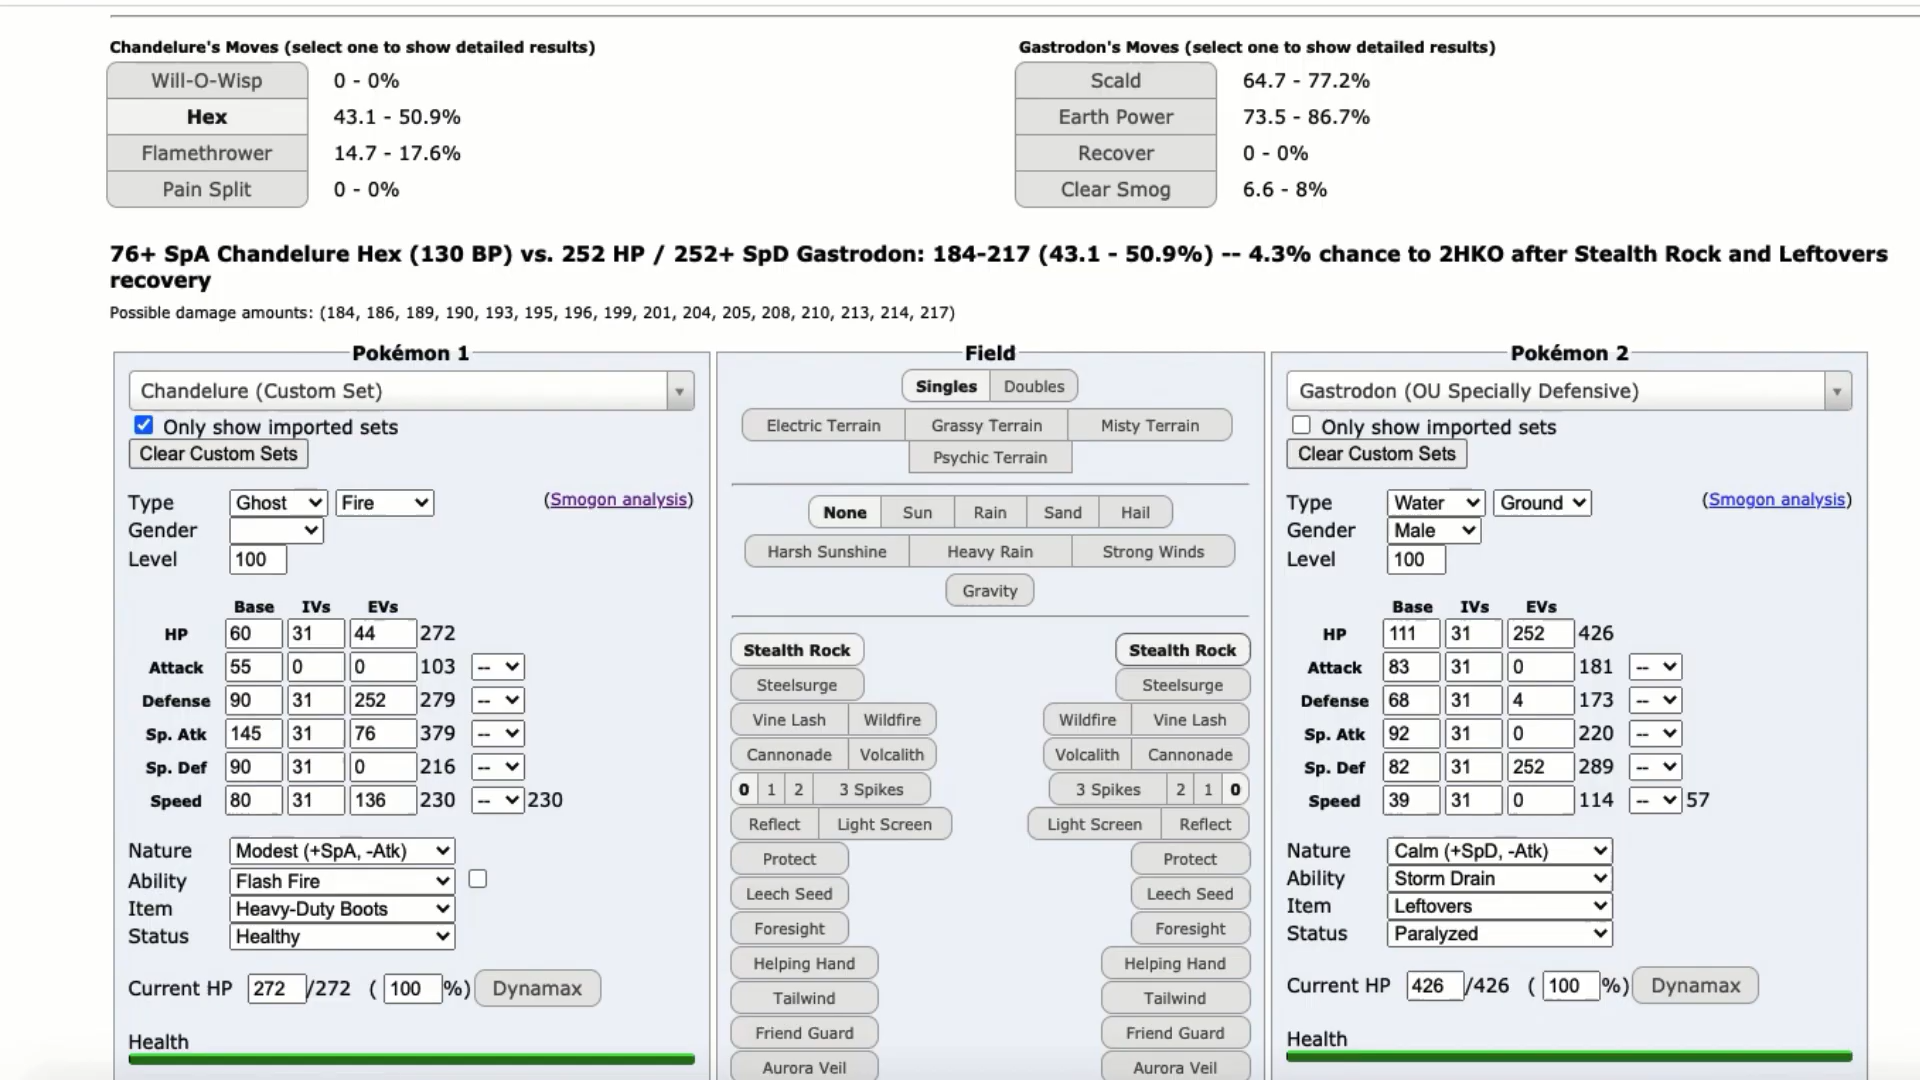 Chandelure's Moves (select one to show detailed results)
Will-O-Wisp 0 - 0%
Hex 43.1 - 50.9%
Flamethrower 14.7 - 17.6%
Pain Split 0 - 0%
Gastrodon's Moves (select one to show detailed results)
Scald 64.7 - 77.2%
Earth Power 73.5 - 86.7%
Recover 0 - 0%
Clear Smog 6.6 - 8%
76+ SpA Chandelure Hex (130 BP) vs. 252 HP / 252+ SpD Gastrodon: 184-217 (43.1 - 50.9%) -- 4.3% chance to 2HKO after Stealth Rock and Leftovers
recovery
Possible damage amounts: (184, 186, 189, 190, 193, 195, 196, 199, 201, 204, 205, 208, 210, 213, 214, 217)
Pokémon 1
Chandelure (Custom Set)
Only show imported sets
Clear Custom Sets
Type Ghost Fire (Smogon analysis)
Gender
Level 100
Base IVs EVs
HP 60 31 44 272
Attack 55 0 0 103 --
Defense 90 31 252 279 --
Sp. Atk 145 31 76 379 --
Sp. Def 90 31 0 216 --
Speed 80 31 136 230 -- 230
Nature Modest (+SpA, -Atk)
Ability Flash Fire
Item Heavy-Duty Boots
Status Healthy
Current HP 272 /272 ( 100 %) Dynamax
Health
Field
Singles Doubles
Electric Terrain Grassy Terrain Misty Terrain
Psychic Terrain
None Sun Rain Sand Hail
Harsh Sunshine Heavy Rain Strong Winds
Gravity
Stealth Rock Stealth Rock
Steelsurge Steelsurge
Vine Lash Wildfire Wildfire Vine Lash
Cannonade Volcalith Volcalith Cannonade
0 1 2 3 Spikes 3 Spikes 2 1 0
Reflect Light Screen Light Screen Reflect
Protect Protect
Leech Seed Leech Seed
Foresight Foresight
Helping Hand Helping Hand
Tailwind Tailwind
Friend Guard Friend Guard
Aurora Veil Aurora Veil
Pokémon 2
Gastrodon (OU Specially Defensive)
Only show imported sets
Clear Custom Sets
Type Water Ground (Smogon analysis)
Gender Male
Level 100
Base IVs EVs
HP 111 31 252 426
Attack 83 31 0 181 --
Defense 68 31 4 173 --
Sp. Atk 92 31 0 220 --
Sp. Def 82 31 252 289 --
Speed 39 31 0 114 -- 57
Nature Calm (+SpD, -Atk)
Ability Storm Drain
Item Leftovers
Status Paralyzed
Current HP 426 /426 ( 100 %) Dynamax
Health